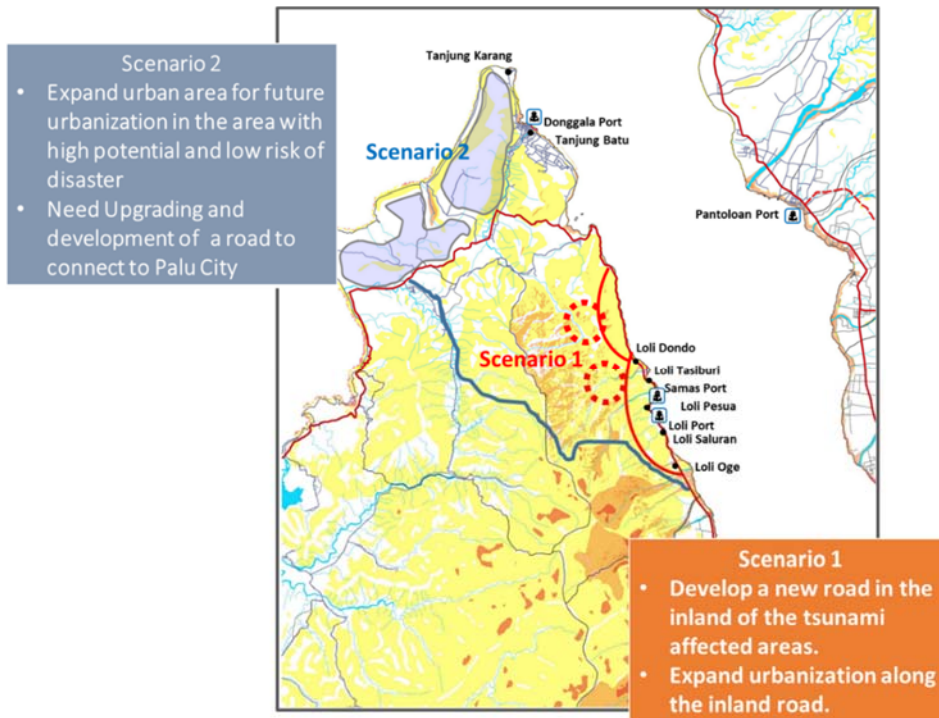 Scenario 2
• Expand urban area for future
urbanization in the area with
high potential and low risk of
disaster
• Need Upgrading and
development of a road to
connect to Palu City
Tanjung Karang
Donggala Port
Tanjung Batu
Scenario 2
Pantoloan Port
Scenario 1
Loli Dondo
Loli Tasiburi
Samas Port
Loli Pesua
Loli Port
Loli Saluran
Loli Oge
Scenario 1
• Develop a new road in the
inland of the tsunami
affected areas.
• Expand urbanization along
the inland road.